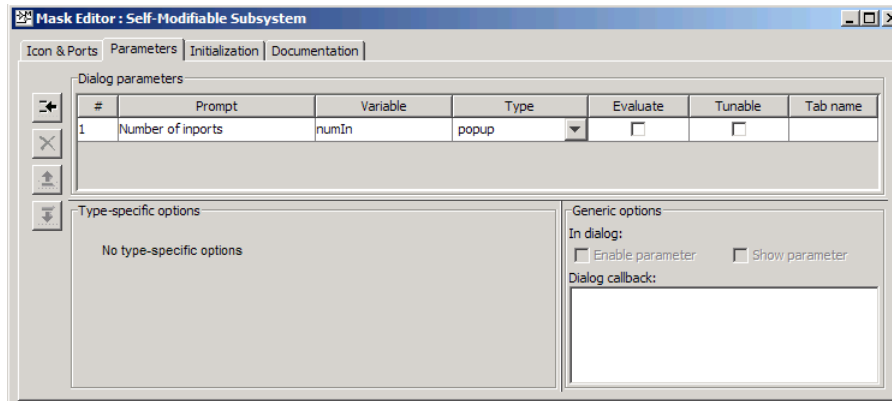 Mask Editor : Self-Modifiable Subsystem
Icon & Ports Parameters Initialization Documentation
Dialog parameters
# Prompt Variable Type Evaluate Tunable Tab name
1 Number of inports numIn popup
Type-specific options
No type-specific options
Generic options
In dialog:
Enable parameter Show parameter
Dialog callback: